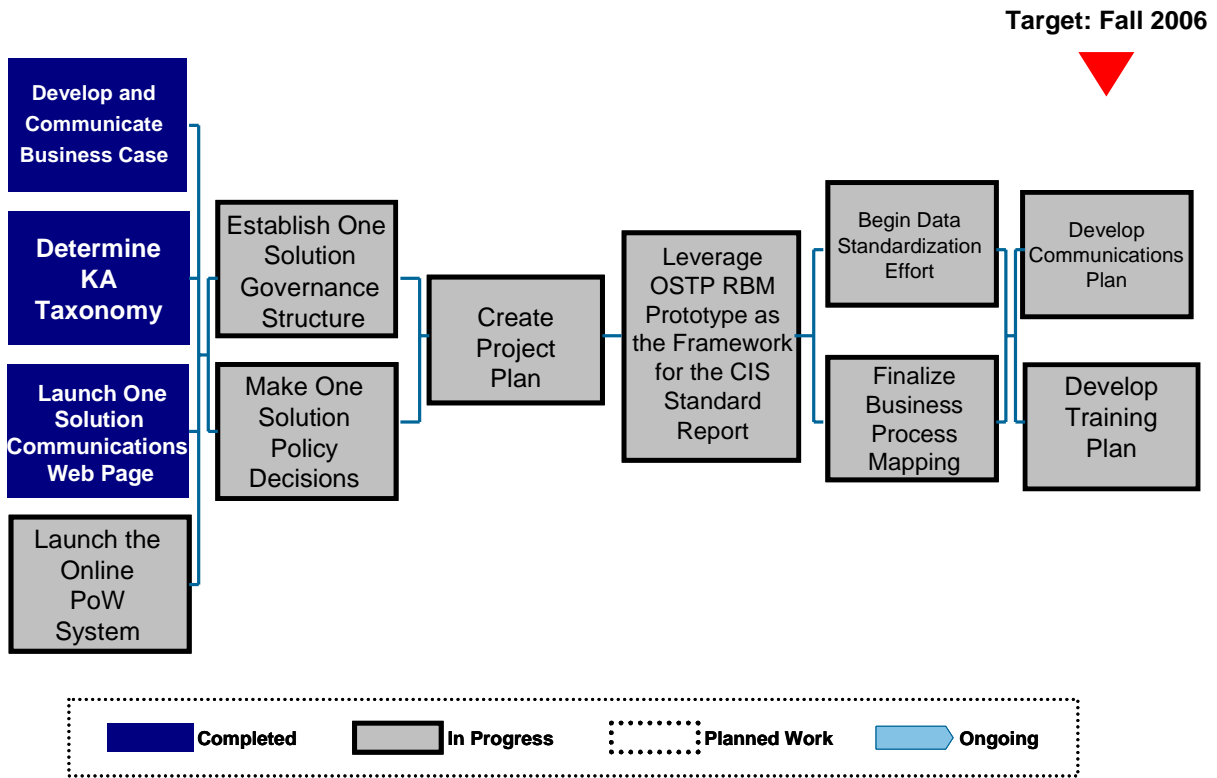 Target: Fall 2006
Develop and
Communicate
Business Case
Determine
KA
Taxonomy
Launch One
Solution
Communications
Web Page
Launch the
Online
PoW
System
Establish One
Solution
Governance
Structure
Make One
Solution
Policy
Decisions
Create
Project
Plan
Leverage
OSTP RBM
Prototype as
the Framework
for the CIS
Standard
Report
Begin Data
Standardization
Effort
Finalize
Business
Process
Mapping
Develop
Communications
Plan
Develop
Training
Plan
Completed
In Progress
Planned Work
Ongoing